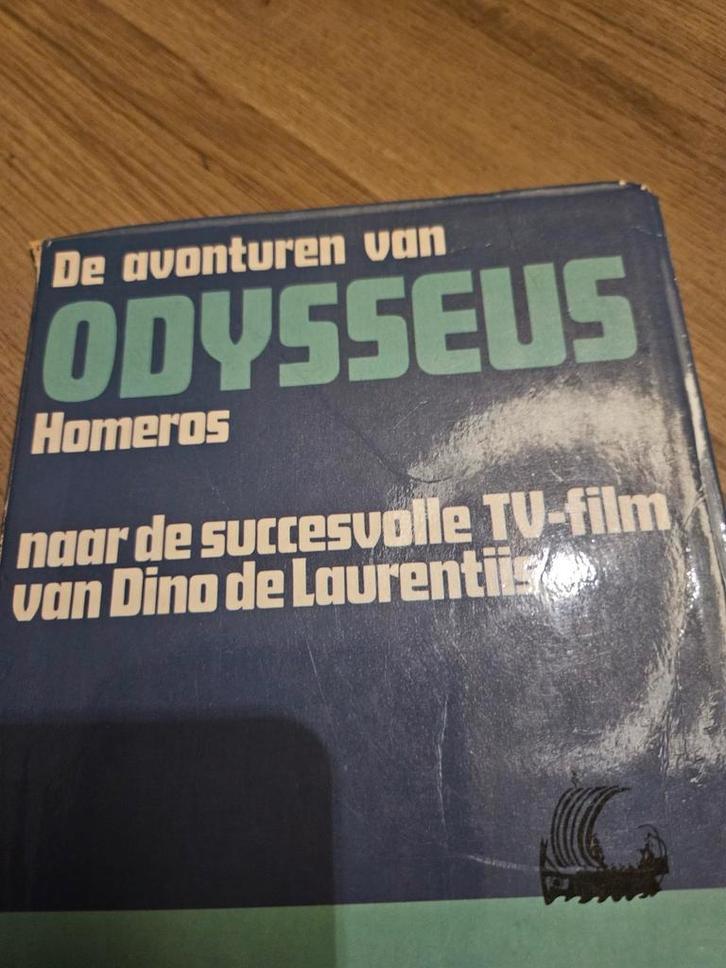 De avonturen van
ODYSSEUS
Homeros
naar de succesvolle TV-film
van Dino de Laurentiis